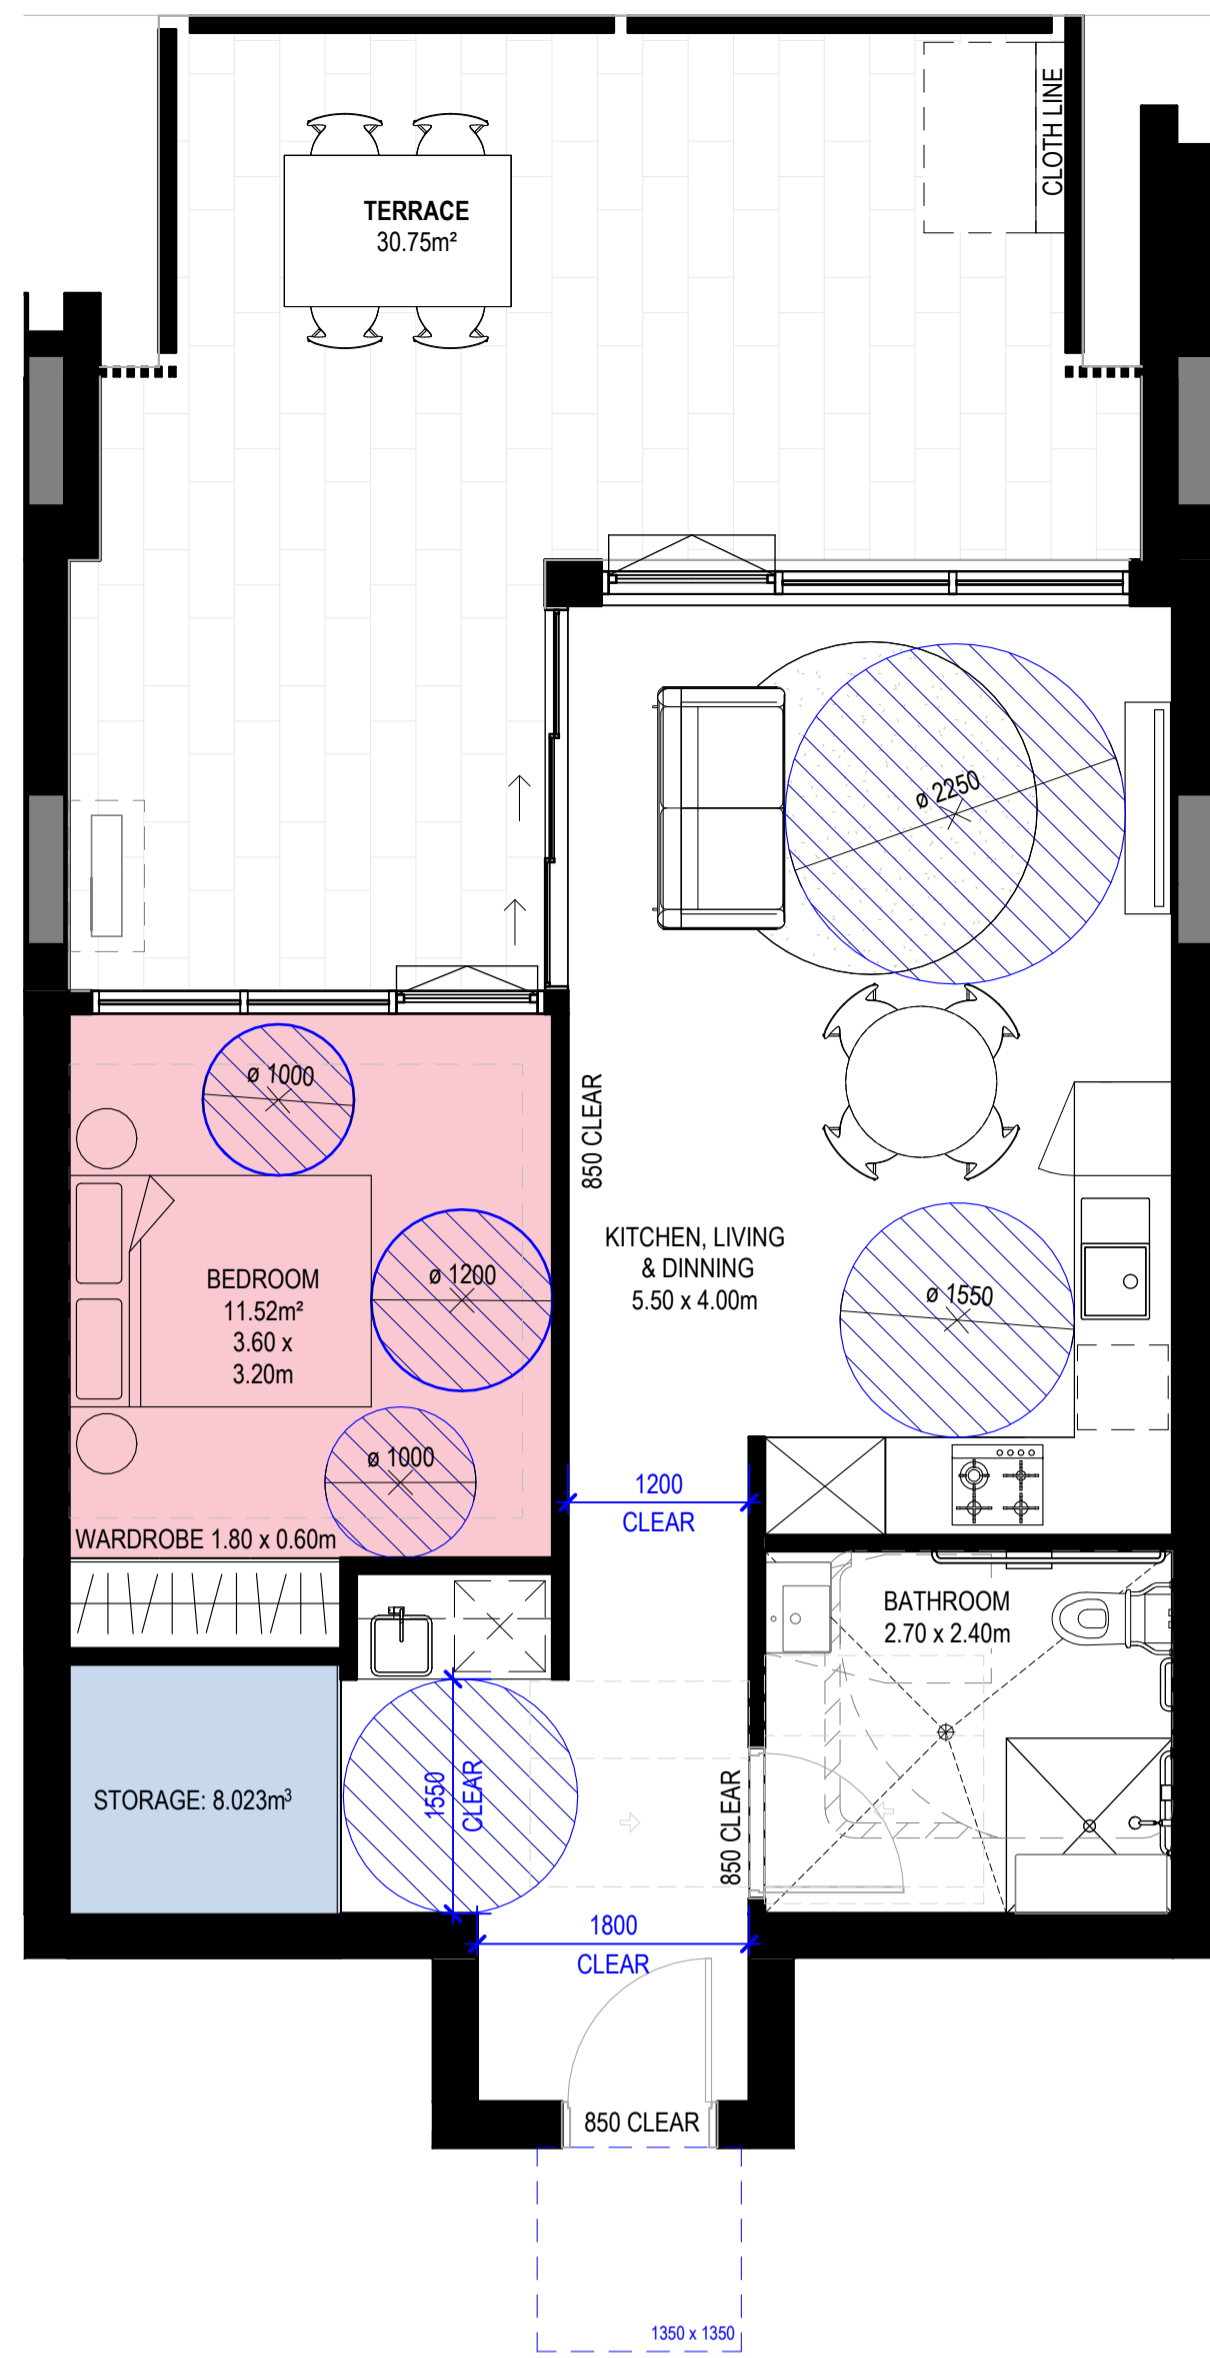 CLOTH LINE
TERRACE
30.75m²
ø 2250
ø 1000
850 CLEAR
KITCHEN, LIVING
& DINNING
5.50 x 4.00m
BEDROOM
11.52m²
3.60 x
3.20m
ø 1200
ø 1550
ø 1000
1200
CLEAR
WARDROBE 1.80 x 0.60m
BATHROOM
2.70 x 2.40m
STORAGE: 8.023m³
1550
CLEAR
850 CLEAR
1800
CLEAR
850 CLEAR
1350 x 1350